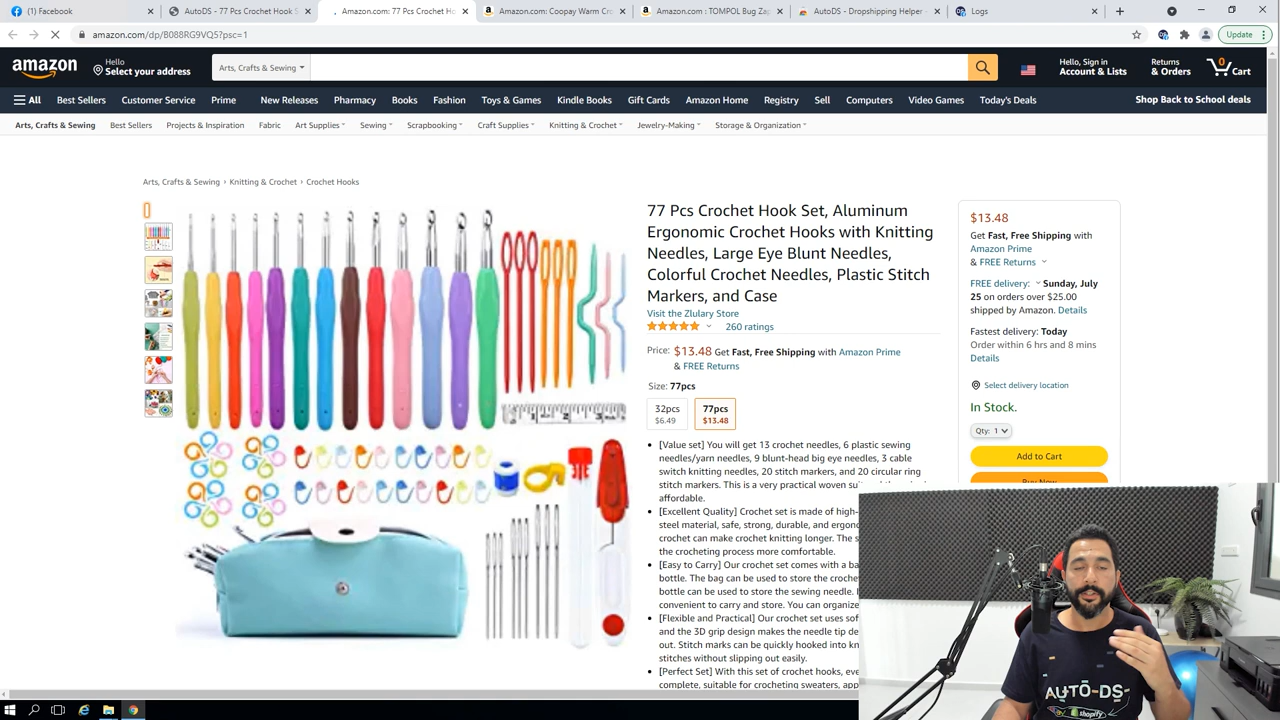 Facebook
AutoDS - 77 Pcs Crochet Hook S
Amazon.com: 77 Pcs Crochet Ho
Amazon.com: Coopay Warm Cro
Amazon.com : TOMPOL Bug Zap
AutoDS - Dropshipping Helper -
Logs
amazon.com/dp/B088RG9VQ5?psc=1
Update
amazon
Hello
Select your address
Arts, Crafts & Sewing
Hello, Sign in
Account & Lists
Returns
& Orders
0
Cart
All
Best Sellers
Customer Service
Prime
New Releases
Pharmacy
Books
Fashion
Toys & Games
Kindle Books
Gift Cards
Amazon Home
Registry
Sell
Computers
Video Games
Today's Deals
Shop Back to School deals
Arts, Crafts & Sewing
Best Sellers
Projects & Inspiration
Fabric
Art Supplies
Sewing
Scrapbooking
Craft Supplies
Knitting & Crochet
Jewelry-Making
Storage & Organization
Arts, Crafts & Sewing › Knitting & Crochet › Crochet Hooks
77 Pcs Crochet Hook Set, Aluminum
Ergonomic Crochet Hooks with Knitting
Needles, Large Eye Blunt Needles,
Colorful Crochet Needles, Plastic Stitch
Markers, and Case
Visit the Zlulary Store
260 ratings
Price: $13.48 Get Fast, Free Shipping with Amazon Prime
& FREE Returns
Size: 77pcs
32pcs
$6.49
77pcs
$13.48
[Value set] You will get 13 crochet needles, 6 plastic sewing
needles/yarn needles, 9 blunt-head big eye needles, 3 cable
switch knitting needles, 20 stitch markers, and 20 circular ring
stitch markers. This is a very practical woven
affordable.
[Excellent Quality] Crochet set is made of high-
steel material, safe, strong, durable, and ergon
crochet can make crochet knitting longer. The s
the crocheting process more comfortable.
[Easy to Carry] Our crochet set comes with a ba
bottle. The bag can be used to store the croche
bottle can be used to store the sewing needle. I
convenient to carry and store. You can organize
[Flexible and Practical] Our crochet set uses sof
and the 3D grip design makes the needle tip de
out. Stitch marks can be quickly hooked into kn
stitches without slipping out easily.
[Perfect Set] With this set of crochet hooks, eve
complete, suitable for crocheting sweaters, app
$13.48
Get Fast, Free Shipping with
Amazon Prime
& FREE Returns
FREE delivery: Sunday, July
25 on orders over $25.00
shipped by Amazon. Details
Fastest delivery: Today
Order within 6 hrs and 8 mins
Details
Select delivery location
In Stock.
Qty: 1
Add to Cart
Buy Now
AUTO-DS
shopify